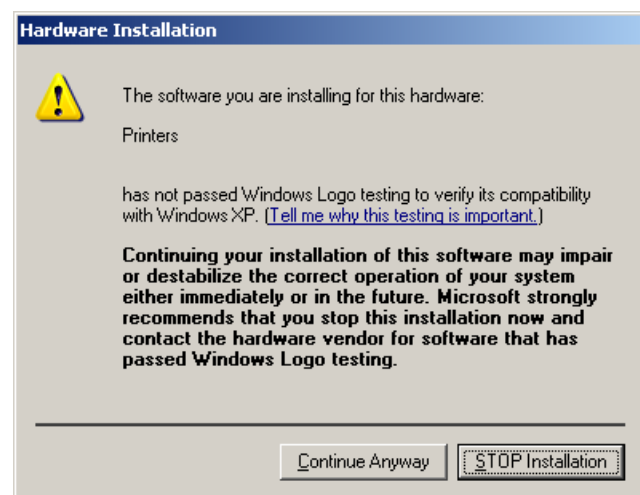 Hardware Installation
The software you are installing for this hardware:
Printers
has not passed Windows Logo testing to verify its compatibility
with Windows XP. (Tell me why this testing is important.)
Continuing your installation of this software may impair
or destabilize the correct operation of your system
either immediately or in the future. Microsoft strongly
recommends that you stop this installation now and
contact the hardware vendor for software that has
passed Windows Logo testing.
Continue Anyway
STOP Installation